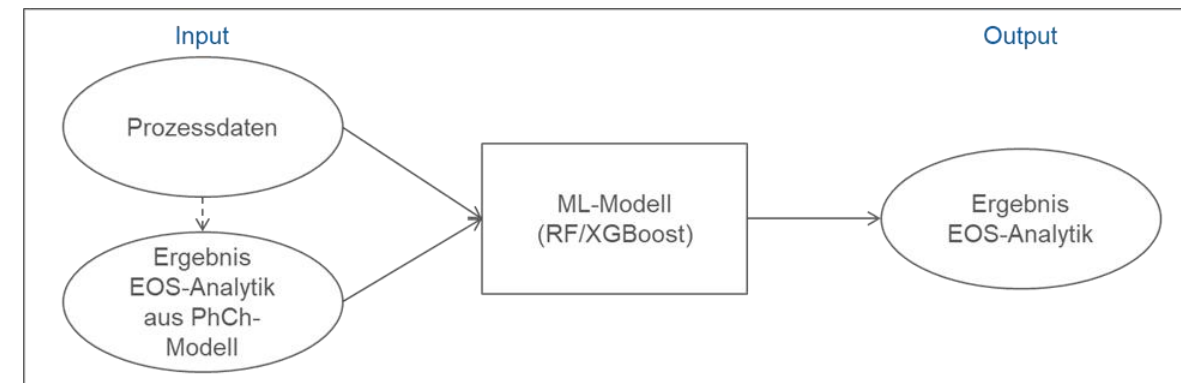 Input
Output
Prozessdaten
Ergebnis
EOS-Analytik
aus PhCh-
Modell
ML-Modell
(RF/XGBoost)
Ergebnis
EOS-Analytik